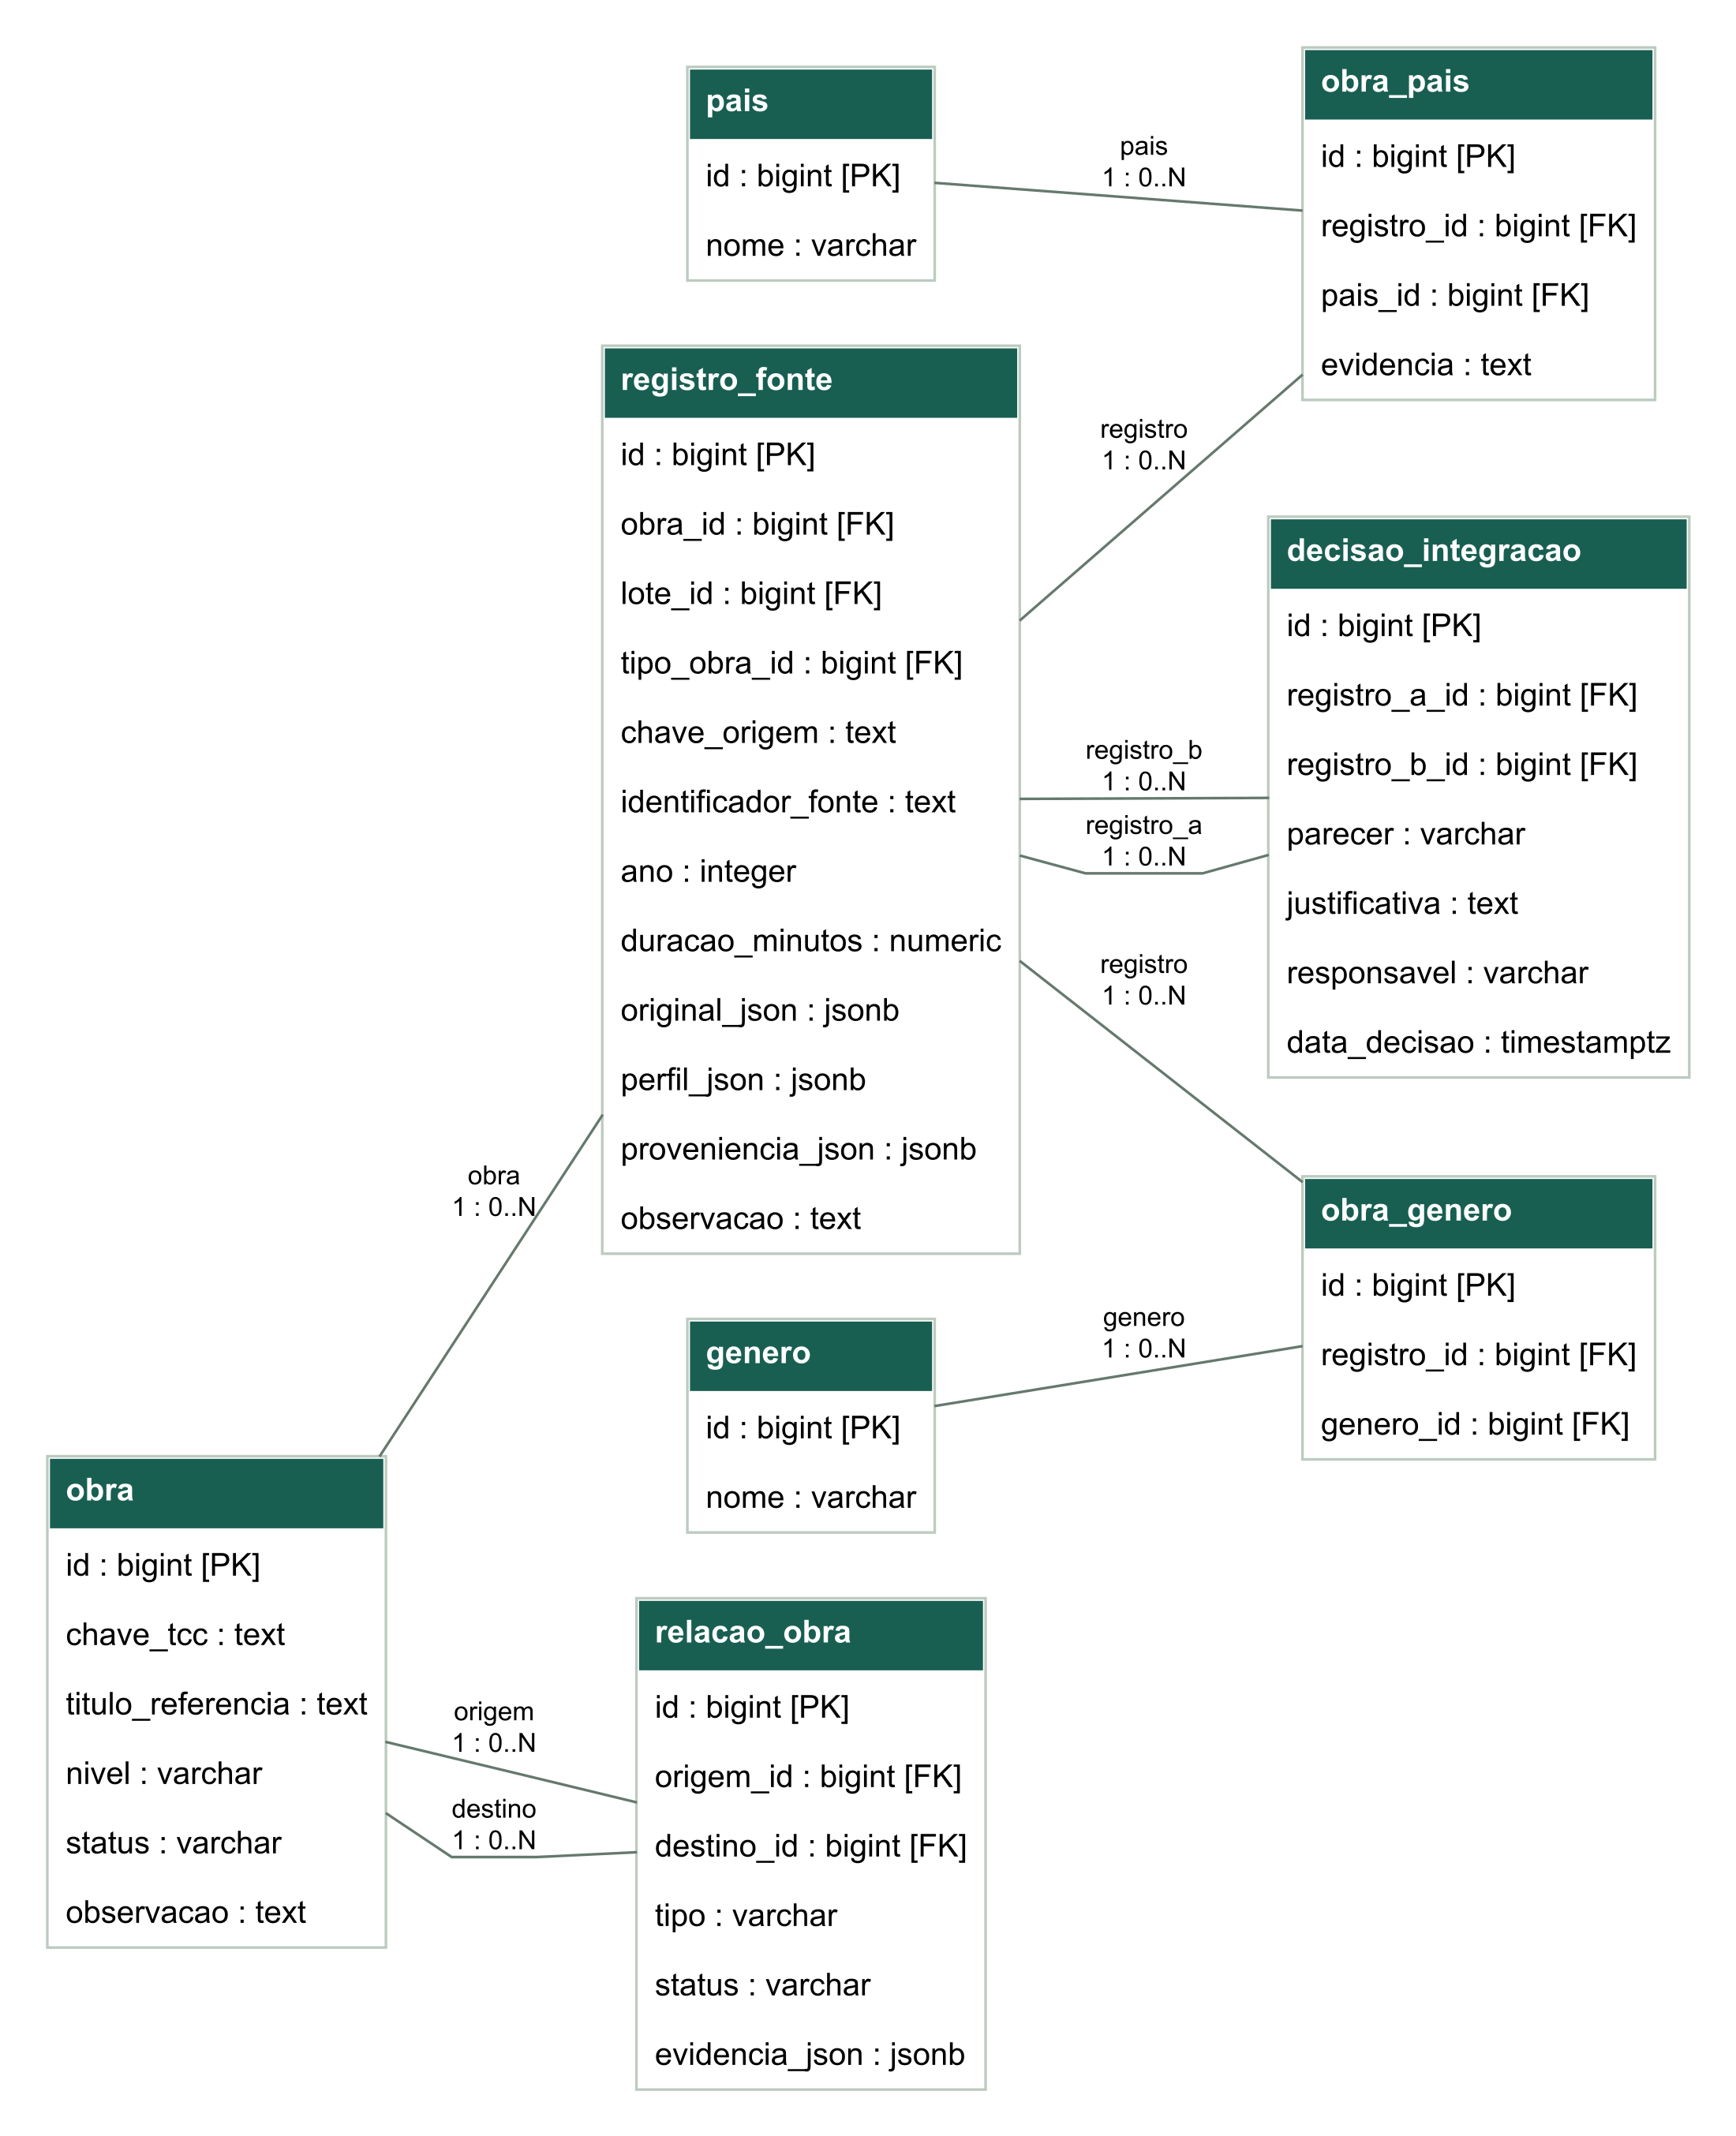 pais
id : bigint [PK]
nome : varchar
pais
1 : 0..N
obra_pais
id : bigint [PK]
registro_id : bigint [FK]
pais_id : bigint [FK]
evidencia : text
registro_fonte
id : bigint [PK]
obra_id : bigint [FK]
lote_id : bigint [FK]
tipo_obra_id : bigint [FK]
chave_origem : text
identificador_fonte : text
ano : integer
duracao_minutos : numeric
original_json : jsonb
perfil_json : jsonb
proveniencia_json : jsonb
observacao : text
registro
1 : 0..N
registro_b
1 : 0..N
registro_a
1 : 0..N
registro
1 : 0..N
decisao_integracao
id : bigint [PK]
registro_a_id : bigint [FK]
registro_b_id : bigint [FK]
parecer : varchar
justificativa : text
responsavel : varchar
data_decisao : timestamptz
obra
1 : 0..N
genero
id : bigint [PK]
nome : varchar
genero
1 : 0..N
obra_genero
id : bigint [PK]
registro_id : bigint [FK]
genero_id : bigint [FK]
obra
id : bigint [PK]
chave_tcc : text
titulo_referencia : text
nivel : varchar
status : varchar
observacao : text
origem
1 : 0..N
destino
1 : 0..N
relacao_obra
id : bigint [PK]
origem_id : bigint [FK]
destino_id : bigint [FK]
tipo : varchar
status : varchar
evidencia_json : jsonb